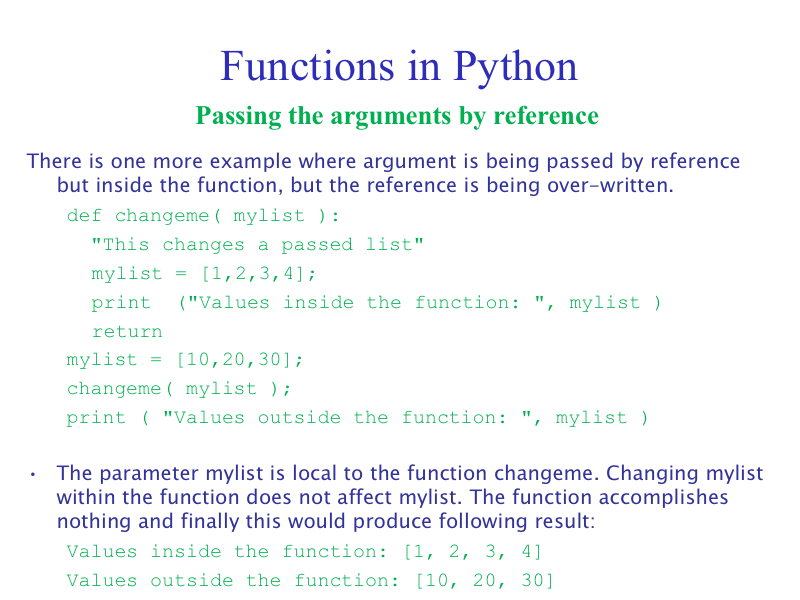 Functions in Python
Passing the arguments by reference
There is one more example where argument is being passed by reference
but inside the function, but the reference is being over-written.
def changeme( mylist ):
"This changes a passed list"
mylist = [1,2,3,4];
print  ("Values inside the function: ", mylist )
return
mylist = [10,20,30];
changeme( mylist );
print ( "Values outside the function: ", mylist )
• The parameter mylist is local to the function changeme. Changing mylist
within the function does not affect mylist. The function accomplishes
nothing and finally this would produce following result:
Values inside the function: [1, 2, 3, 4]
Values outside the function: [10, 20, 30]